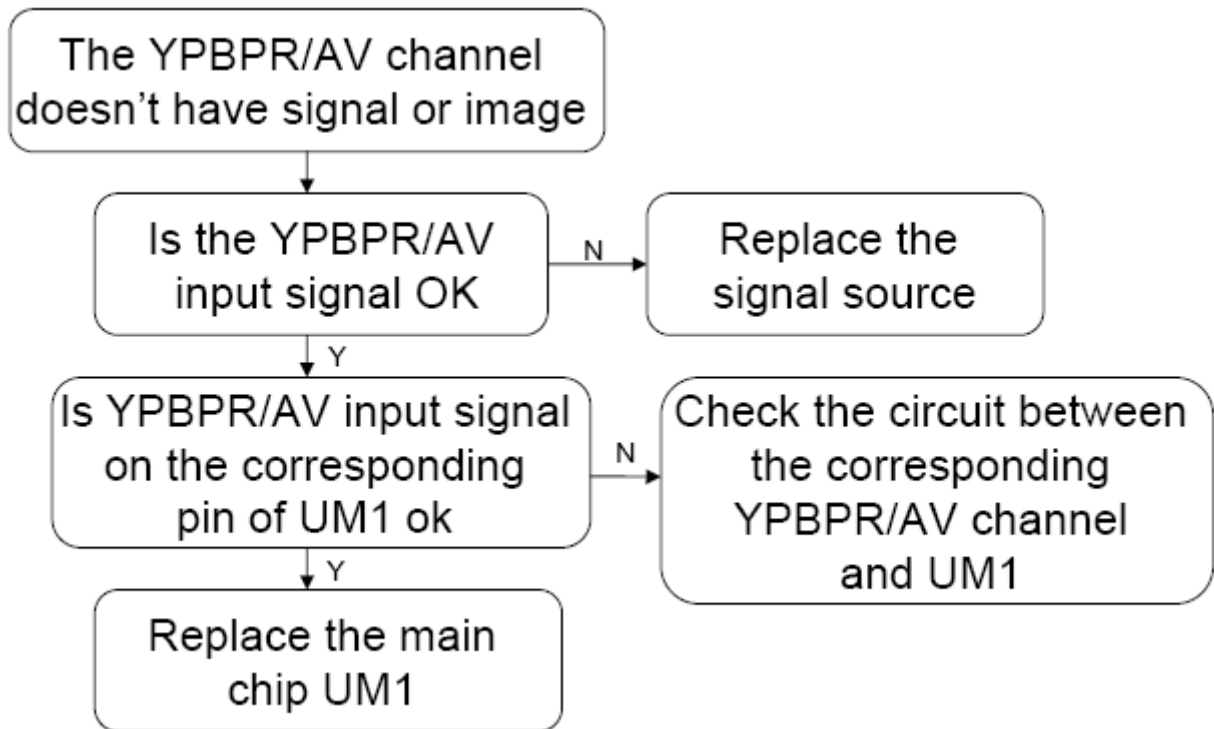 The YPBPR/AV channel
doesn't have signal or image
Is the YPBPR/AV
input signal OK
N
Replace the
signal source
Y
Is YPBPR/AV input signal
on the corresponding
pin of UM1 ok
N
Check the circuit between
the corresponding
YPBPR/AV channel
and UM1
Y
Replace the main
chip UM1